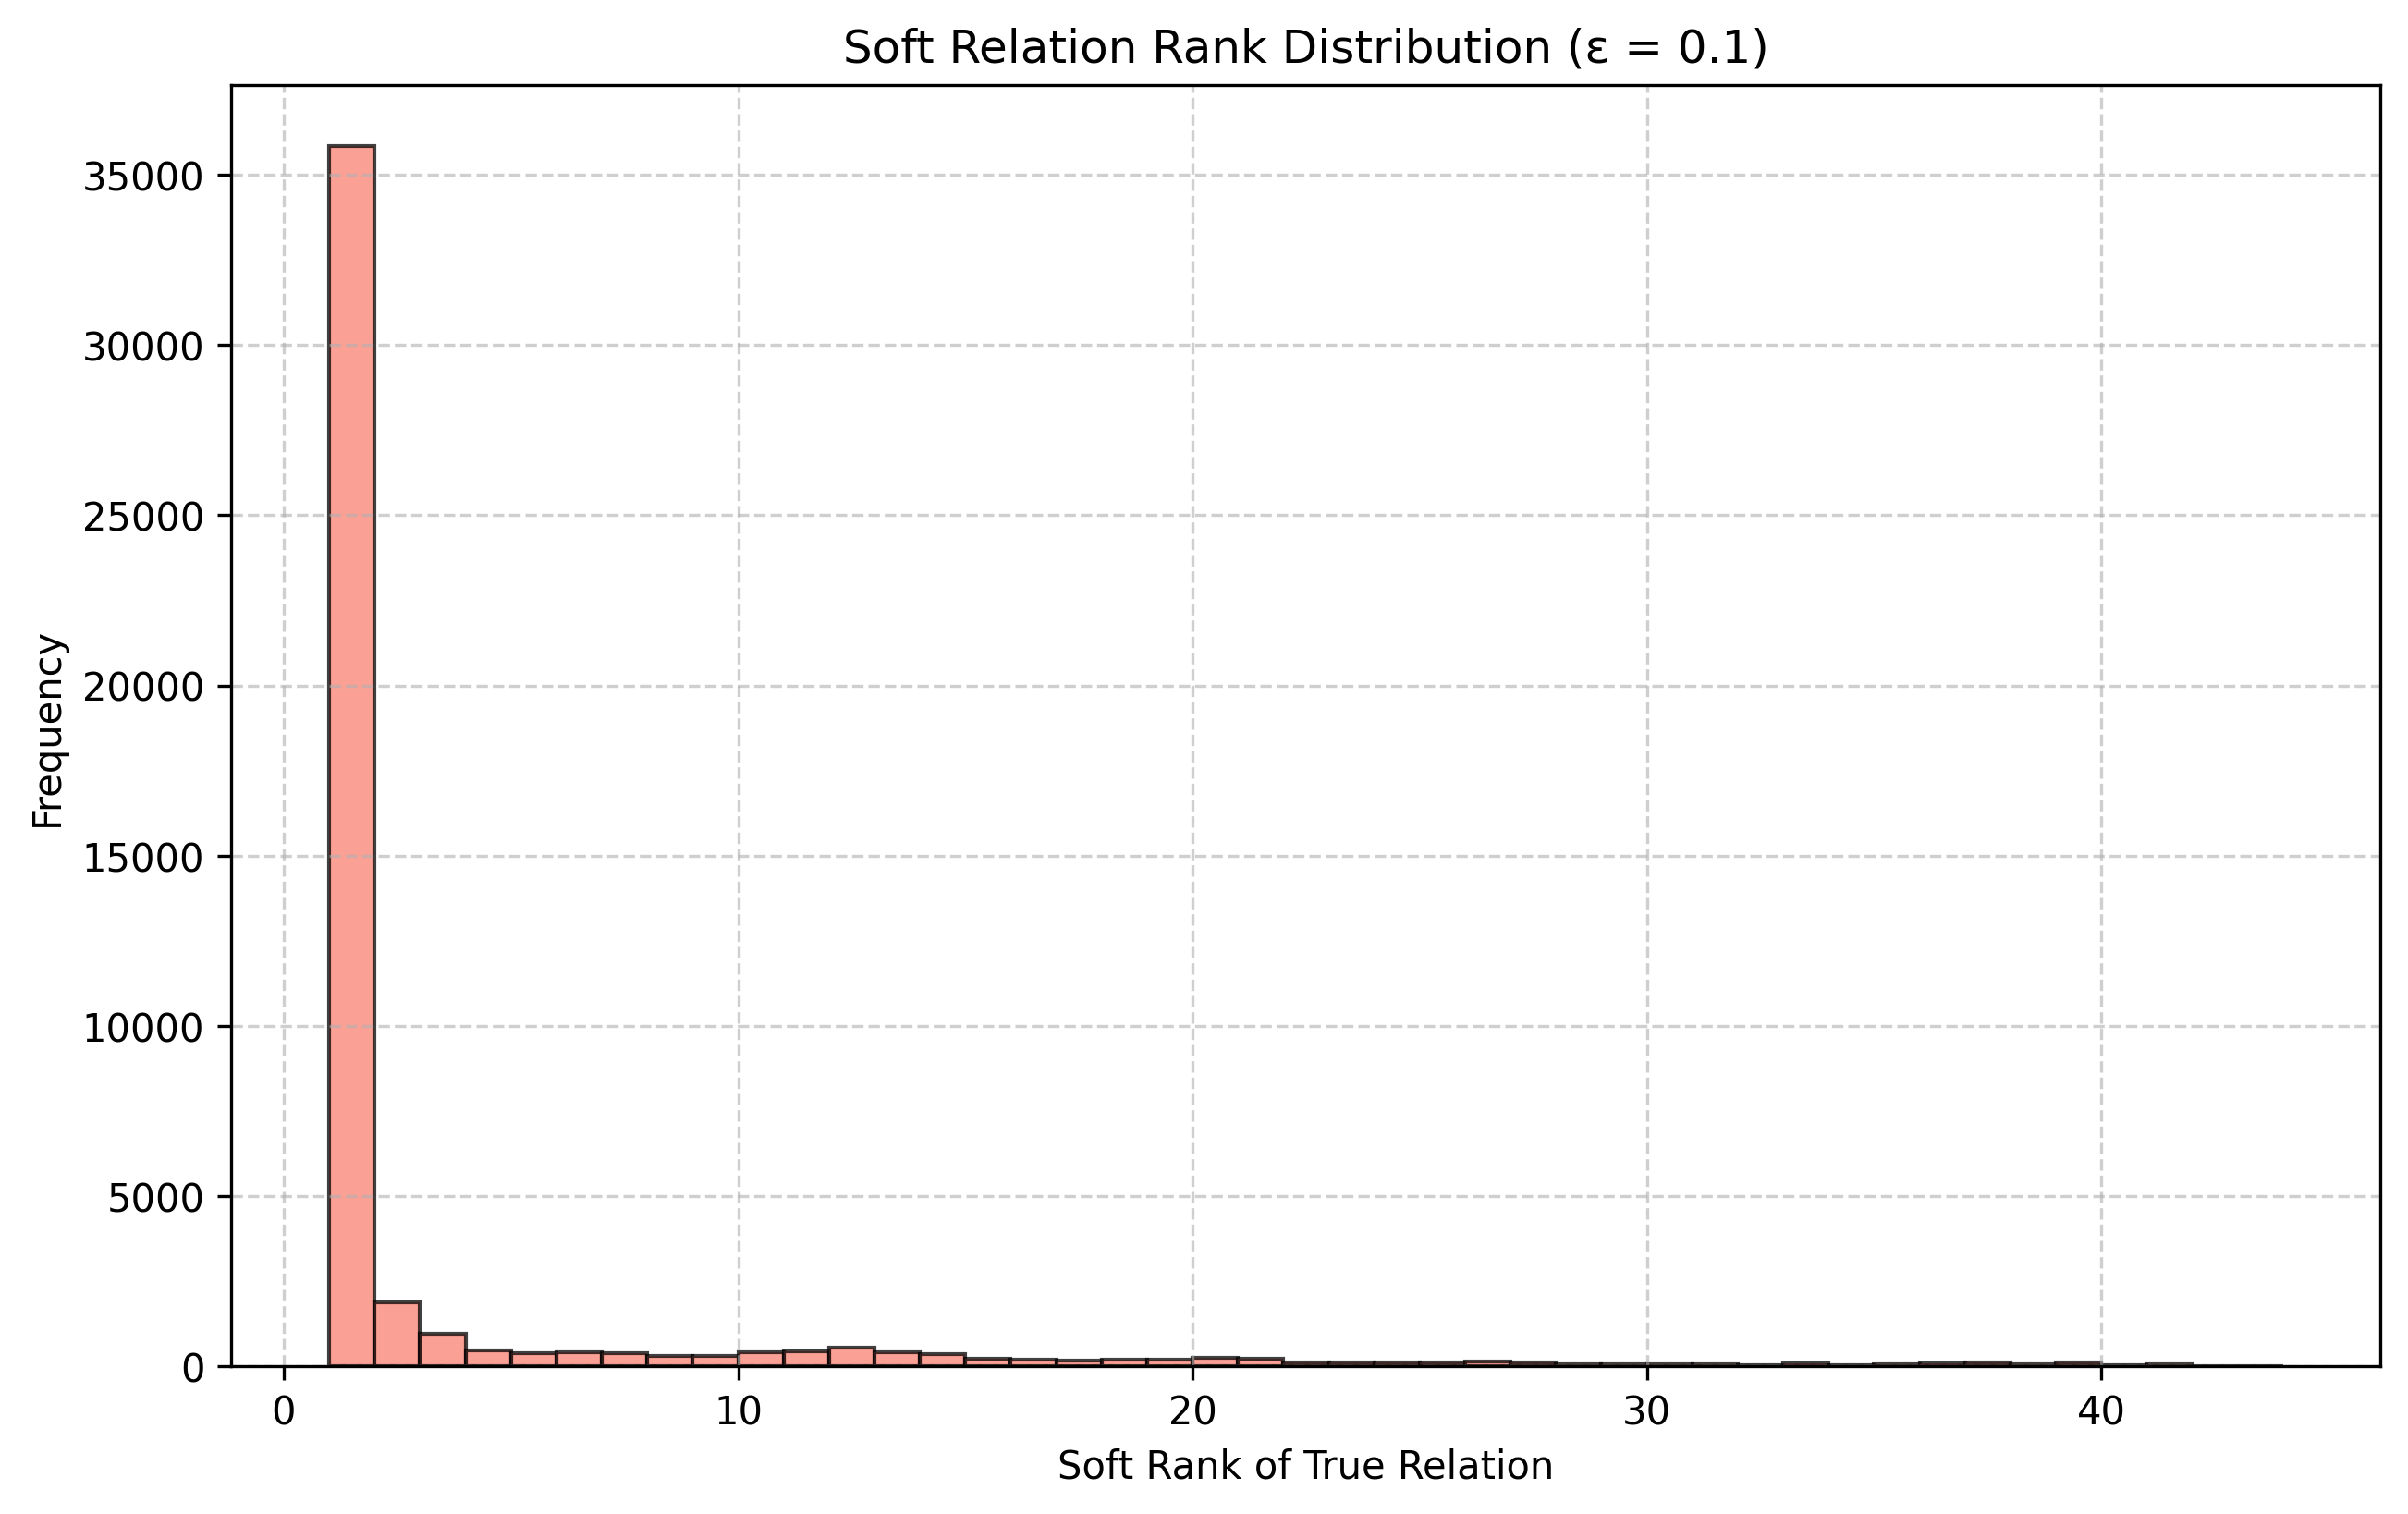 Soft Relation Rank Distribution (ε = 0.1)
Frequency
35000
30000
25000
20000
15000
10000
5000
0
0 10 20 30 40
Soft Rank of True Relation